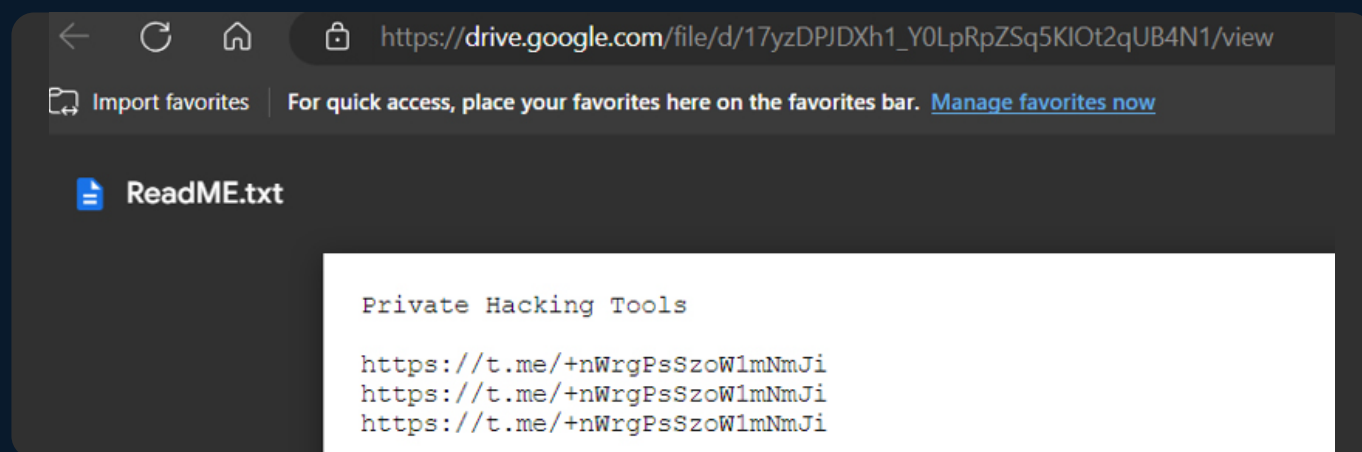 https://drive.google.com/file/d/17yzDPJDXh1_Y0LpRpZSq5KIOt2qUB4N1/view
Import favorites For quick access, place your favorites here on the favorites bar. Manage favorites now
ReadME.txt
Private Hacking Tools
https://t.me/+nWrgPsSzoW1mNmJi
https://t.me/+nWrgPsSzoW1mNmJi
https://t.me/+nWrgPsSzoW1mNmJi